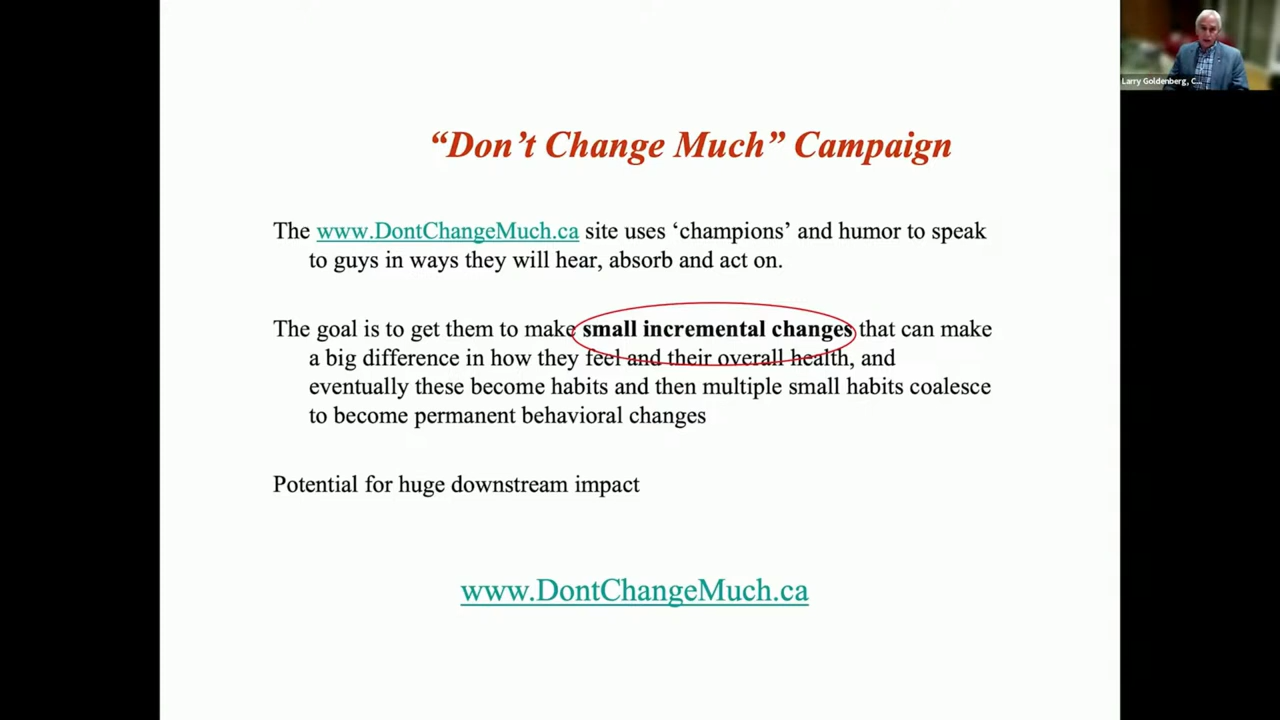 Larry Goldenberg, C...
“Don’t Change Much” Campaign
The www.DontChangeMuch.ca site uses ‘champions’ and humor to speak
to guys in ways they will hear, absorb and act on.
The goal is to get them to make small incremental changes that can make
a big difference in how they feel and their overall health, and
eventually these become habits and then multiple small habits coalesce
to become permanent behavioral changes
Potential for huge downstream impact
www.DontChangeMuch.ca